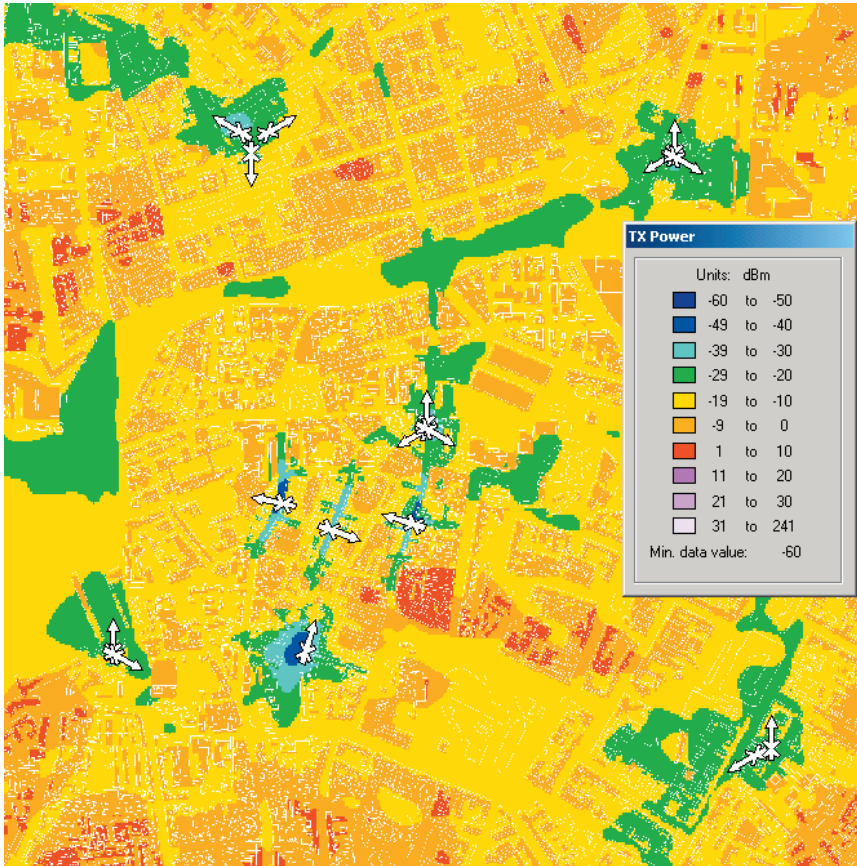 TX Power
Units: dBm
-60 to -50
-49 to -40
-39 to -30
-29 to -20
-19 to -10
-9 to 0
1 to 10
11 to 20
21 to 30
31 to 241
Min. data value: -60